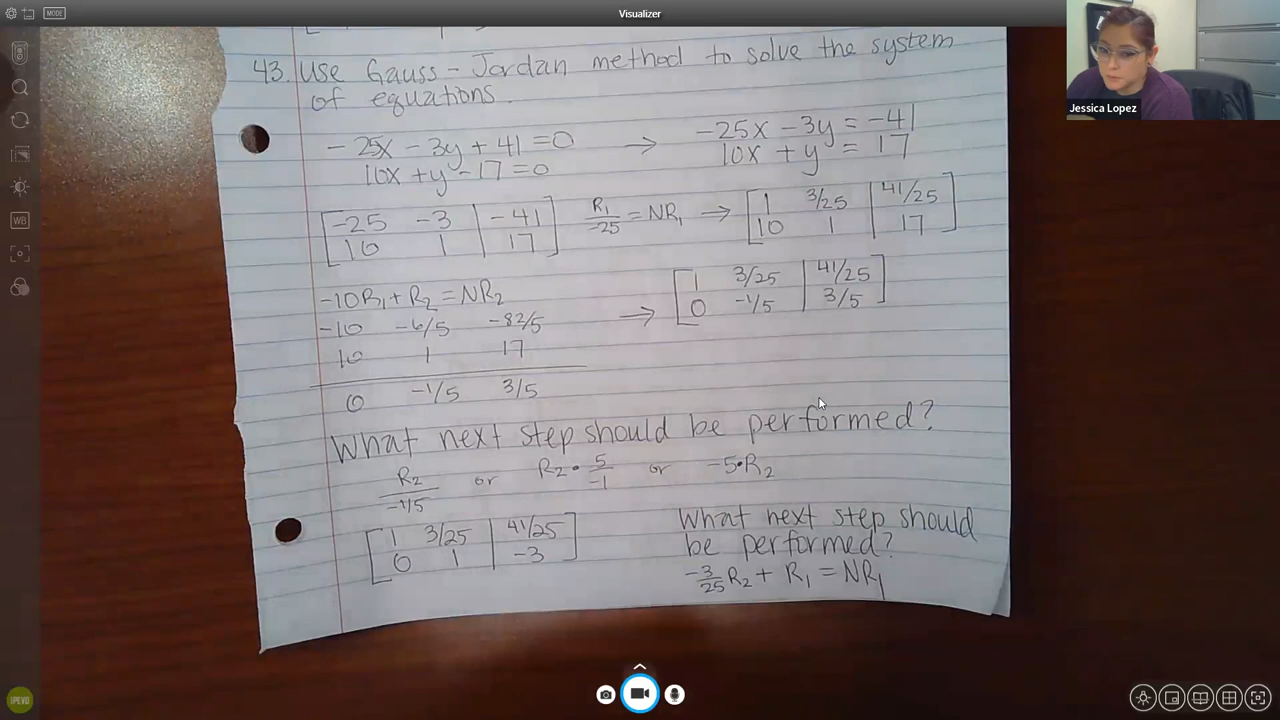 MODE
Visualizer
Jessica Lopez
WB
43. Use Gauss-Jordan method to solve the system
of equations.
-25x - 3y + 41 = 0 → -25x - 3y = -41
10x + y - 17 = 0 10x + y = 17
[-25 -3 | -41] R₁/-25 = NR₁ ⇒ [1 3/25 | 41/25]
[10 1 | 17] [10 1 | 17]
-10R₁ + R₂ = NR₂ [1 3/25 | 41/25]
-10 -6/5 -82/5 → [0 -1/5 | 3/5]
10 1 17
0 -1/5 3/5
What next step should be performed?
R₂/-1/5 or R₂ • 5/-1 or -5•R₂
[1 3/25 | 41/25]
[0 1 | -3]
What next step should
be performed?
-3/25 R₂ + R₁ = NR₁
IPEVO